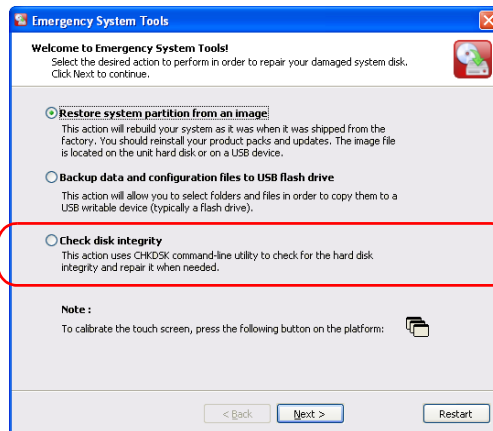 Emergency System Tools
Welcome to Emergency System Tools!
Select the desired action to perform in order to repair your damaged system disk.
Click Next to continue.
Restore system partition from an image
This action will rebuild your system as it was when it was shipped from the
factory. You should reinstall your product packs and updates. The image file
is located on the unit hard disk or on a USB device.
Backup data and configuration files to USB flash drive
This action will allow you to select folders and files in order to copy them to a
USB writable device (typically a flash drive).
Check disk integrity
This action uses CHKDSK command-line utility to check for the hard disk
integrity and repair it when needed.
Note :
To calibrate the touch screen, press the following button on the platform:
< Back Next > Restart